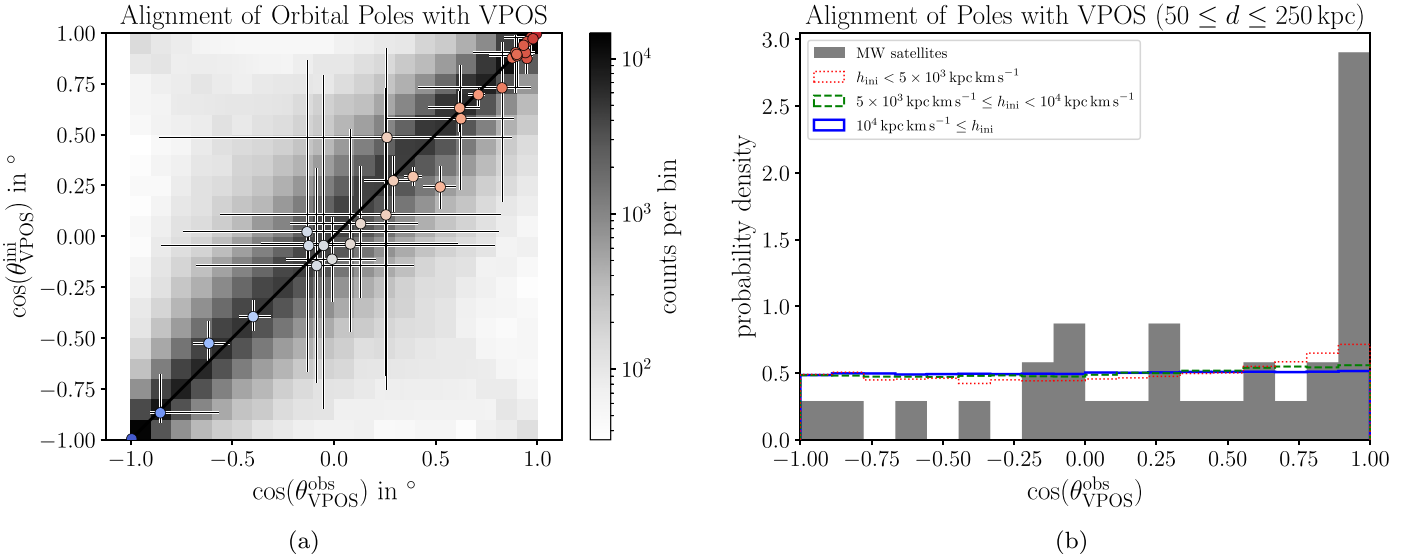 Alignment of Orbital Poles with VPOS
1.00
0.75
0.50
0.25
0.00
−0.25
−0.50
−0.75
−1.00
cos(θ^ini_VPOS) in °
−1.0 −0.5 0.0 0.5 1.0
cos(θ^obs_VPOS) in °
10^4
10^3
10^2
counts per bin
(a)
Alignment of Poles with VPOS (50 ≤ d ≤ 250 kpc)
MW satellites
h_ini < 5 × 10^3 kpc km s^−1
5 × 10^3 kpc km s^−1 ≤ h_ini < 10^4 kpc km s^−1
10^4 kpc km s^−1 ≤ h_ini
3.0
2.5
2.0
1.5
1.0
0.5
0.0
probability density
−1.00 −0.75 −0.50 −0.25 0.00 0.25 0.50 0.75 1.00
cos(θ^obs_VPOS)
(b)